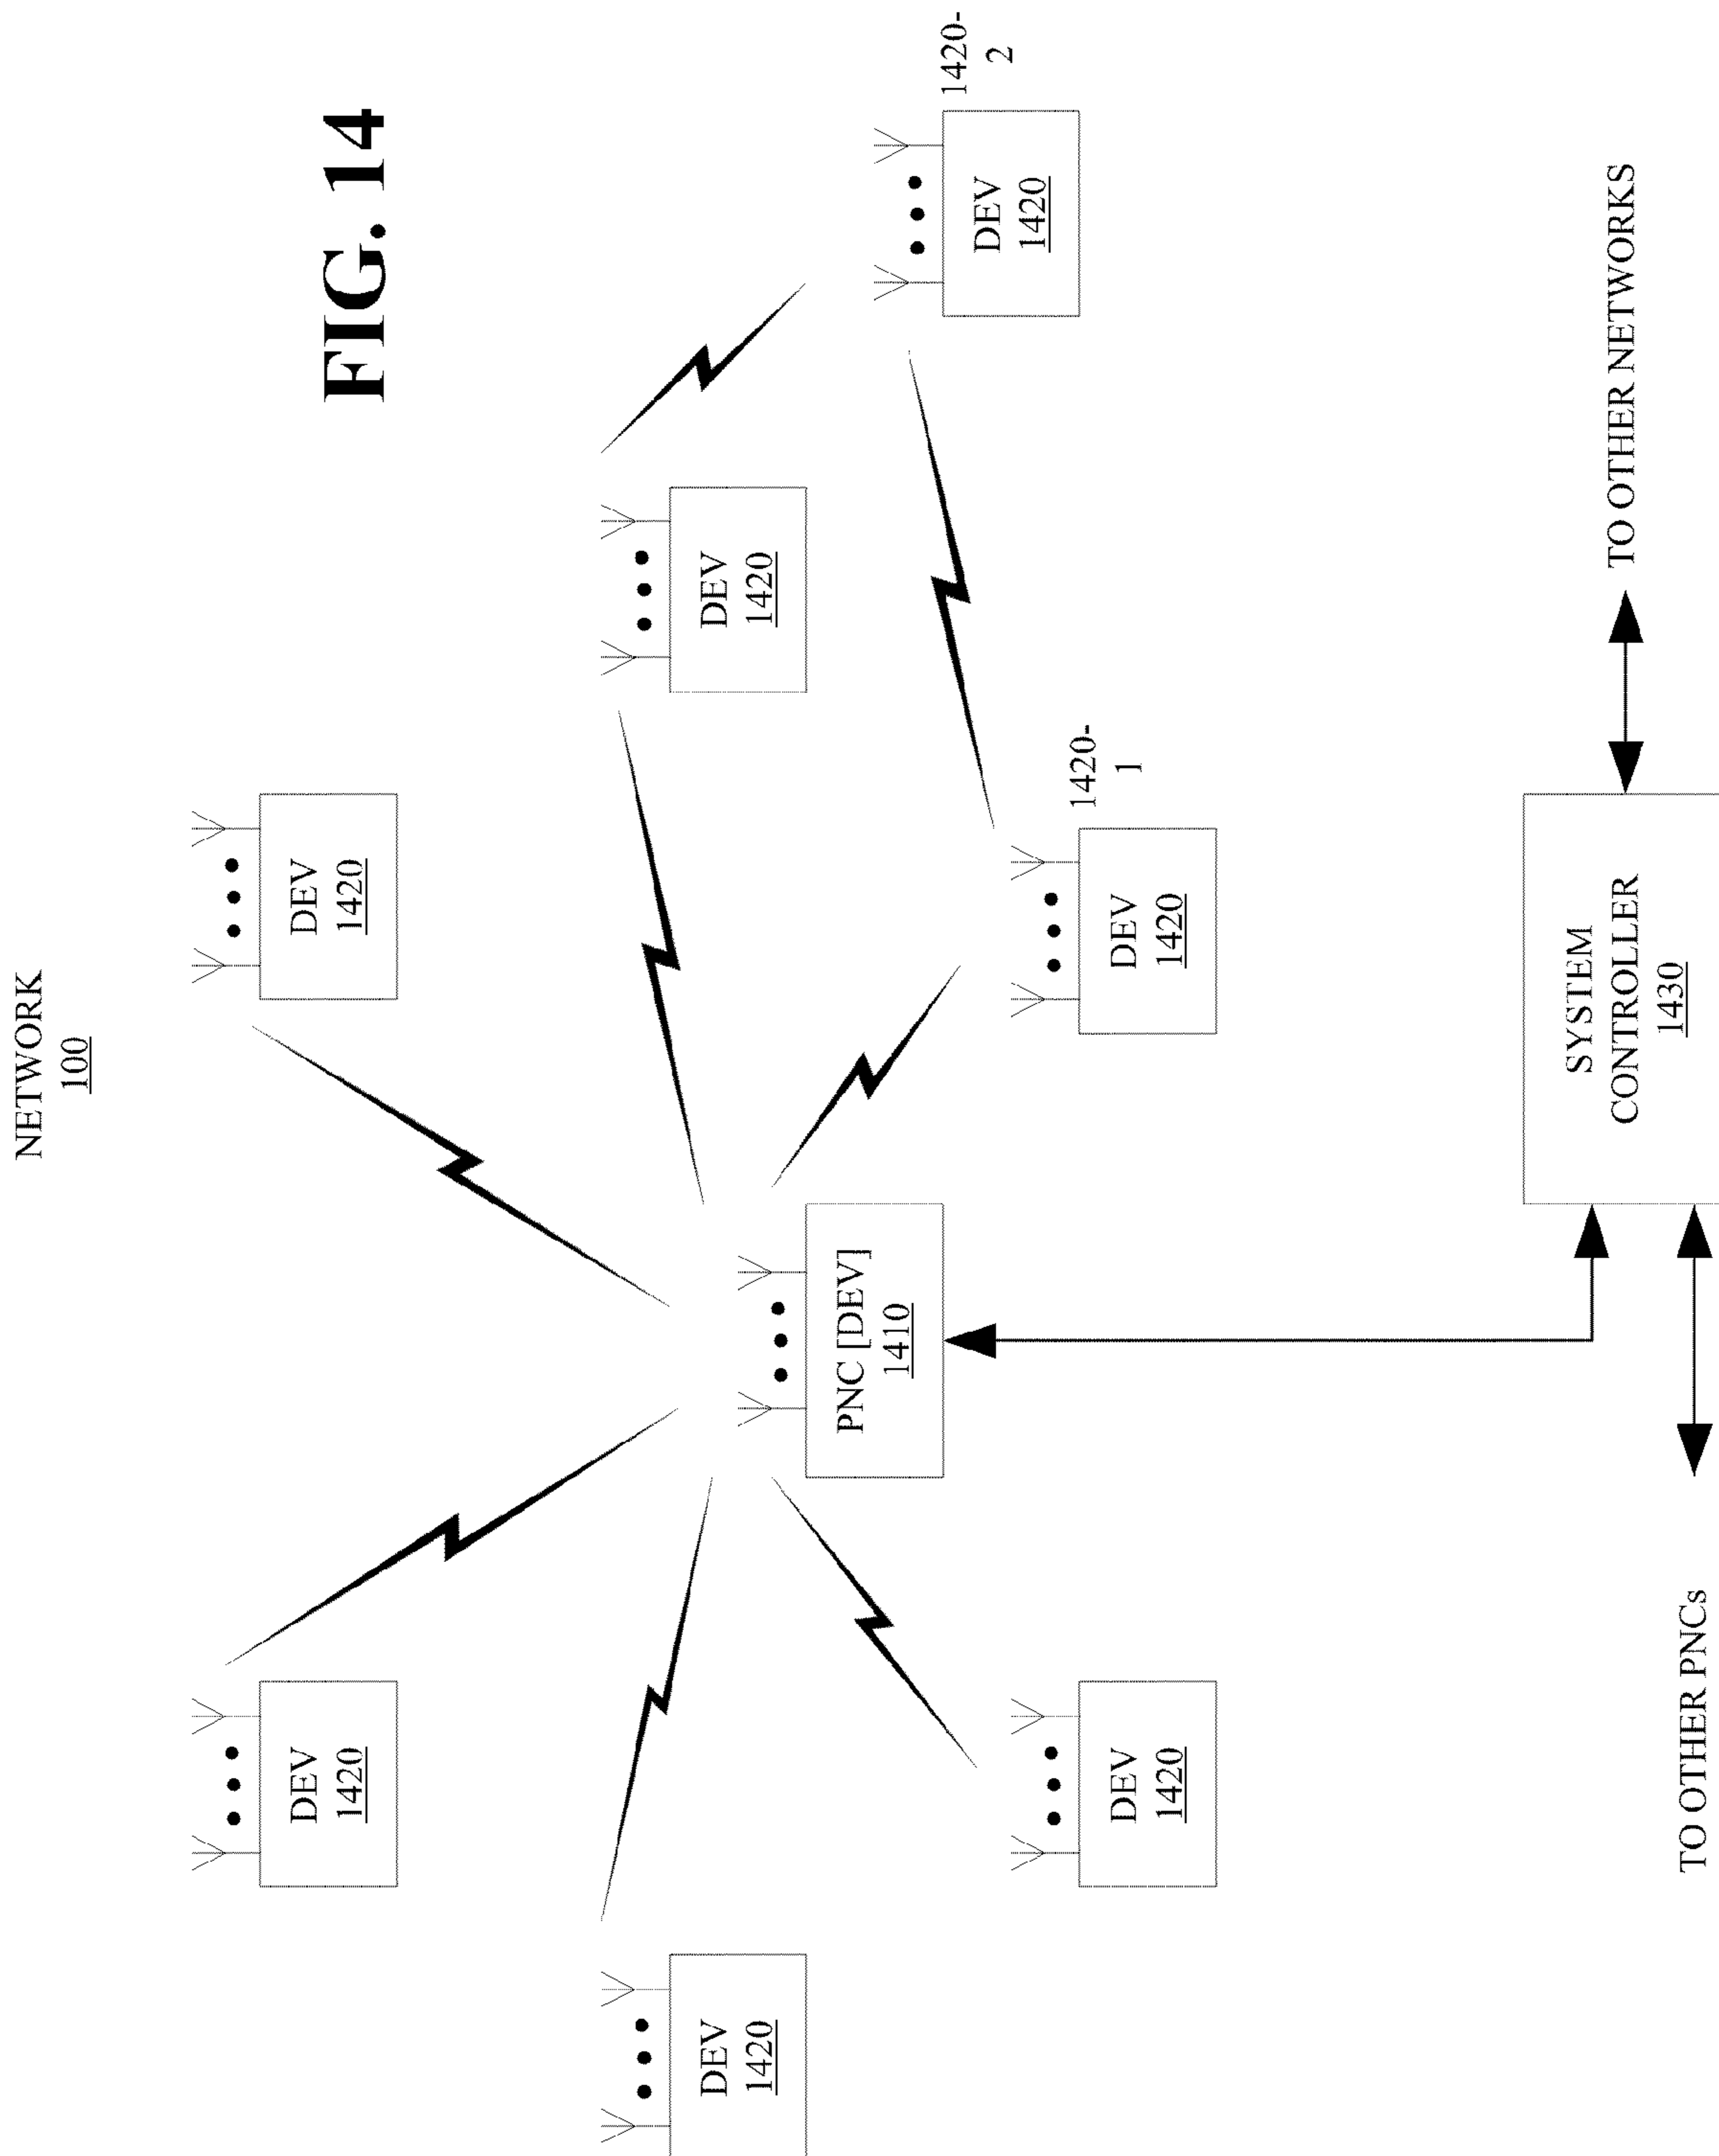 NETWORK
100
DEV
1420
DEV
1420
DEV
1420
DEV
1420
PNC [DEV]
1410
DEV
1420
1420-
2
DEV
1420
DEV
1420
1420-
1
SYSTEM
CONTROLLER
1430
TO OTHER PNCs
TO OTHER NETWORKS
FIG. 14